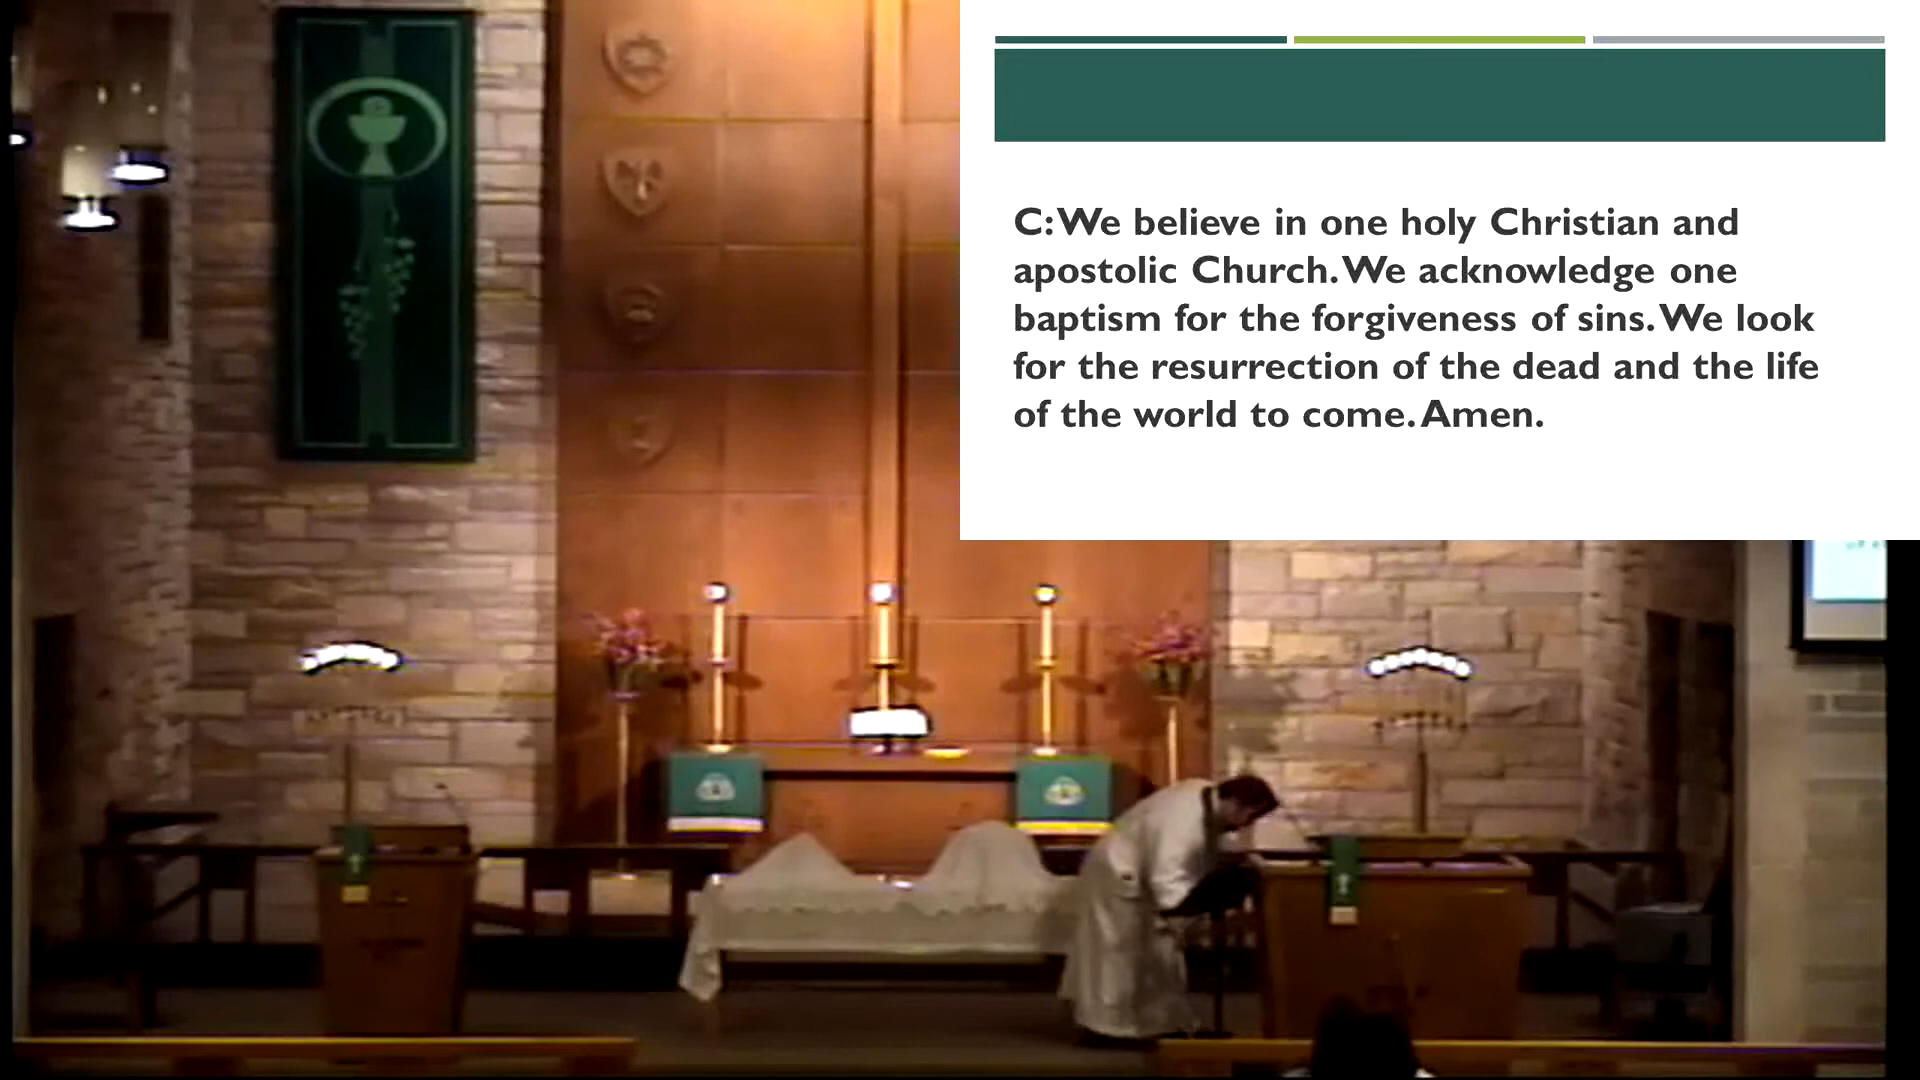 C: We believe in one holy Christian and
apostolic Church. We acknowledge one
baptism for the forgiveness of sins. We look
for the resurrection of the dead and the life
of the world to come. Amen.